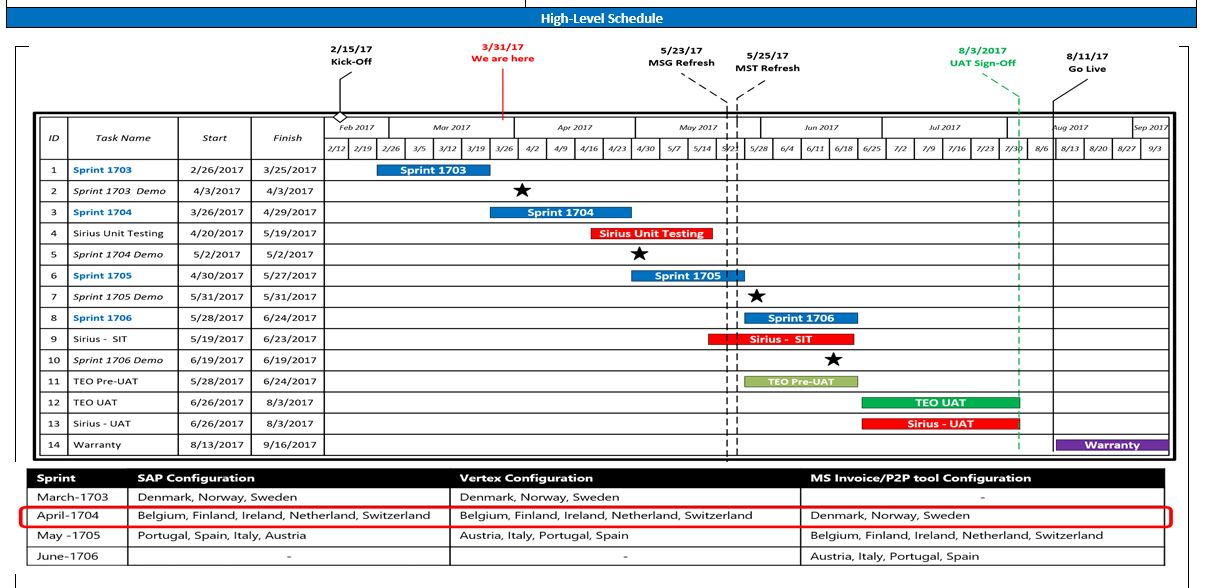 High-Level Schedule
2/15/17
Kick-Off
3/31/17
We are here
5/23/17
MSG Refresh
5/25/17
MST Refresh
8/3/2017
UAT Sign-Off
8/11/17
Go Live
ID Task Name Start Finish Feb 2017 Mar 2017 Apr 2017 May 2017 Jun 2017 Jul 2017 Aug 2017 Sep 2017
2/12 2/19 2/26 3/5 3/12 3/19 3/26 4/2 4/9 4/16 4/23 4/30 5/7 5/14 5/21 5/28 6/4 6/11 6/18 6/25 7/2 7/9 7/16 7/23 7/30 8/6 8/13 8/20 8/27 9/3
1 Sprint 1703 2/26/2017 3/25/2017 Sprint 1703
2 Sprint 1703 Demo 4/3/2017 4/3/2017
3 Sprint 1704 3/26/2017 4/29/2017 Sprint 1704
4 Sirius Unit Testing 4/20/2017 5/19/2017 Sirius Unit Testing
5 Sprint 1704 Demo 5/2/2017 5/2/2017
6 Sprint 1705 4/30/2017 5/27/2017 Sprint 1705
7 Sprint 1705 Demo 5/31/2017 5/31/2017
8 Sprint 1706 5/28/2017 6/24/2017 Sprint 1706
9 Sirius - SIT 5/19/2017 6/23/2017 Sirius - SIT
10 Sprint 1706 Demo 6/19/2017 6/19/2017
11 TEO Pre-UAT 5/28/2017 6/24/2017 TEO Pre-UAT
12 TEO UAT 6/26/2017 8/3/2017 TEO UAT
13 Sirius - UAT 6/26/2017 8/3/2017 Sirius - UAT
14 Warranty 8/13/2017 9/16/2017 Warranty
Sprint SAP Configuration Vertex Configuration MS Invoice/P2P tool Configuration
March-1703 Denmark, Norway, Sweden Denmark, Norway, Sweden -
April-1704 Belgium, Finland, Ireland, Netherland, Switzerland Belgium, Finland, Ireland, Netherland, Switzerland Denmark, Norway, Sweden
May -1705 Portugal, Spain, Italy, Austria Austria, Italy, Portugal, Spain Belgium, Finland, Ireland, Netherland, Switzerland
June-1706 - - Austria, Italy, Portugal, Spain